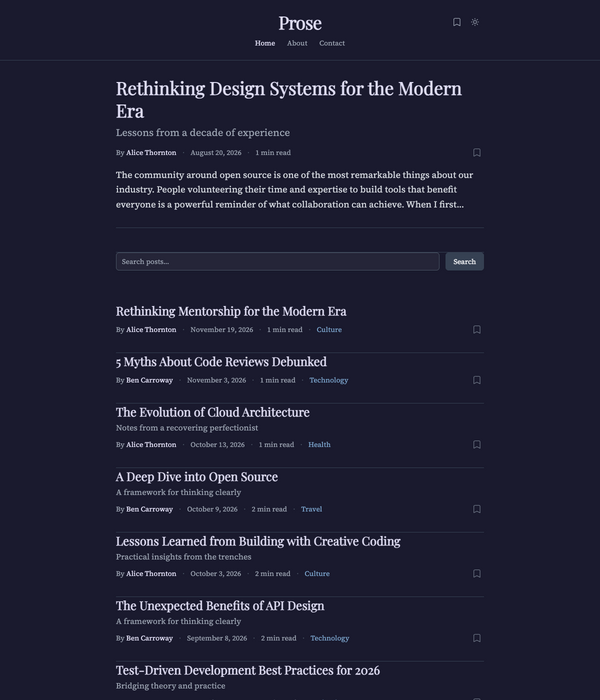 Prose
Home About Contact
Rethinking Design Systems for the Modern
Era
Lessons from a decade of experience
By Alice Thornton · August 20, 2026 · 1 min read
The community around open source is one of the most remarkable things about our
industry. People volunteering their time and expertise to build tools that benefit
everyone is a powerful reminder of what collaboration can achieve. When I first...
Search posts...
Search
Rethinking Mentorship for the Modern Era
By Alice Thornton · November 19, 2026 · 1 min read · Culture
5 Myths About Code Reviews Debunked
By Ben Carroway · November 3, 2026 · 1 min read · Technology
The Evolution of Cloud Architecture
Notes from a recovering perfectionist
By Alice Thornton · October 13, 2026 · 1 min read · Health
A Deep Dive into Open Source
A framework for thinking clearly
By Ben Carroway · October 9, 2026 · 2 min read · Travel
Lessons Learned from Building with Creative Coding
Practical insights from the trenches
By Alice Thornton · October 3, 2026 · 2 min read · Culture
The Unexpected Benefits of API Design
A framework for thinking clearly
By Ben Carroway · September 8, 2026 · 2 min read · Technology
Test-Driven Development Best Practices for 2026
Bridging theory and practice